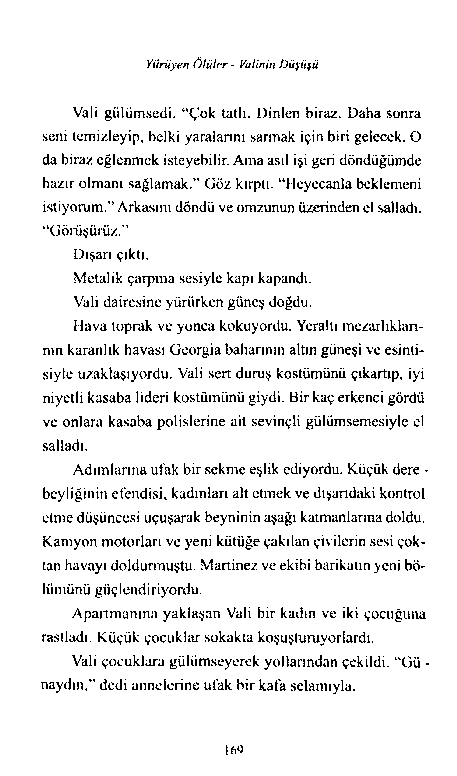 Yürüyen Ölüler - Valinin Düşüşü
Vali gülümsedi. “Çok tatlı. Dinlen biraz. Daha sonra
seni temizleyip, belki yaralarını sarmak için biri gelecek. O
da biraz eğlenmek isteyebilir. Ama asıl işi geri döndüğümde
hazır olmanı sağlamak.” Göz kırptı. “Heyecanla beklemeni
istiyorum.” Arkasını döndü ve omzunun üzerinden el salladı.
“Görüşürüz.”
Dışarı çıktı.
Metalik çarpma sesiyle kapı kapandı.
Vali dairesine yürürken güneş doğdu.
Hava toprak ve yonca kokuyordu. Yeraltı mezarlıkları-
nın karanlık havası Georgia baharının altın güneşi ve esinti-
siyle uzaklaşıyordu. Vali sert duruş kostümünü çıkartıp, iyi
niyetli kasaba lideri kostümünü giydi. Bir kaç erkenci gördü
ve onlara kasaba polislerine ait sevinçli gülümsemesiyle el
salladı.
Adımlarına ufak bir sekme eşlik ediyordu. Küçük dere -
beyliğinin efendisi, kadınları alt etmek ve dışarıdaki kontrol
etme düşüncesi uçuşarak beyninin aşağı katmanlarına doldu.
Kamyon motorları ve yeni kütüğe çakılan çivilerin sesi çok-
tan havayı doldurmuştu. Martinez ve ekibi barikatın yeni bö-
lümünü güçlendiriyordu.
Apartmanına yaklaşan Vali bir kadın ve iki çocuğuna
rastladı. Küçük çocuklar sokakta koşuşturuyorlardı.
Vali çocuklara gülümseyerek yollarından çekildi. “Gü -
naydın,” dedi annelerine ufak bir kafa selamıyla.
169